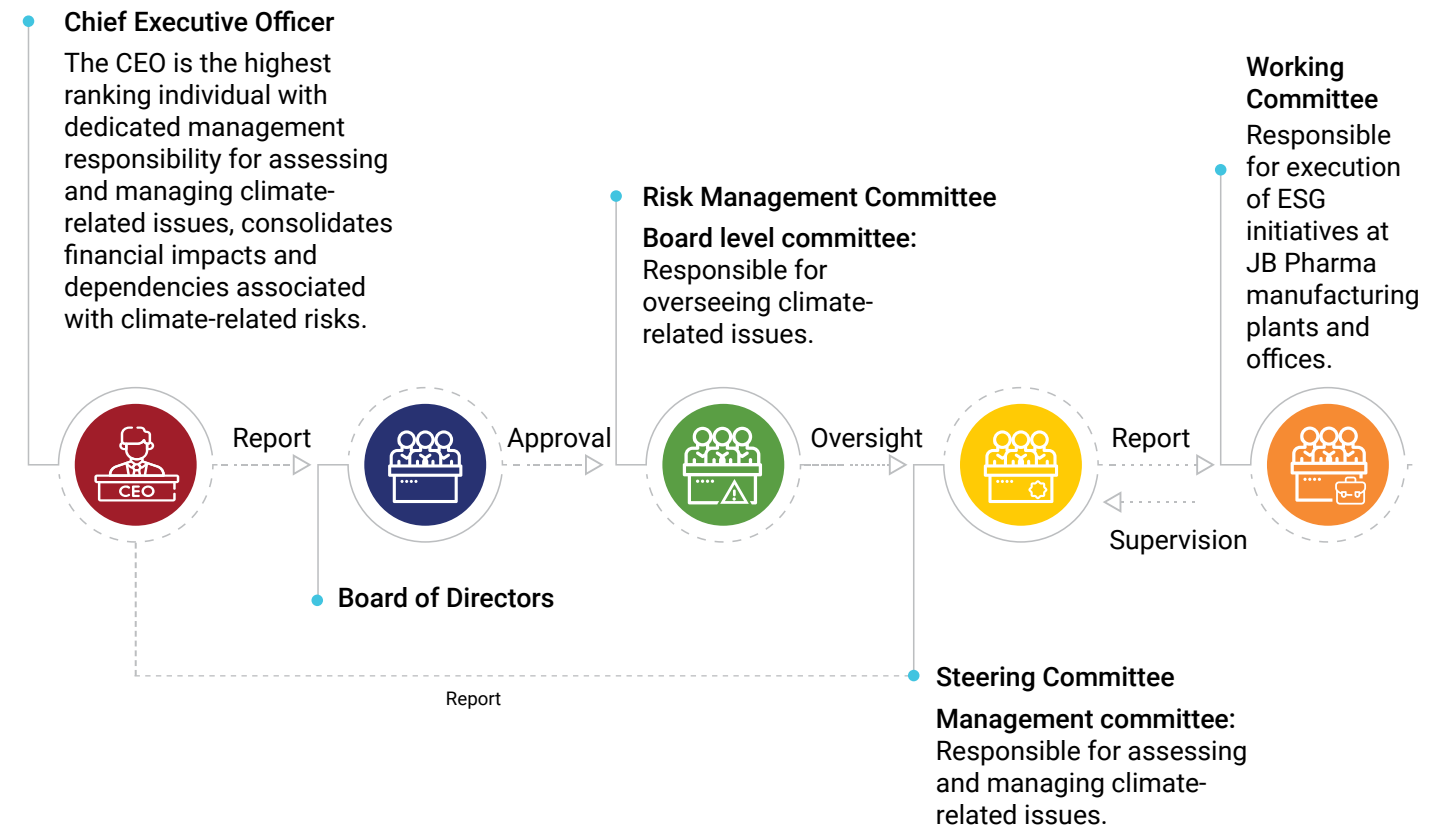 Chief Executive Officer
The CEO is the highest
ranking individual with
dedicated management
responsibility for assessing
and managing climate-
related issues, consolidates
financial impacts and
dependencies associated
with climate-related risks.
Risk Management Committee
Board level committee:
Responsible for
overseeing climate-
related issues.
Working
Committee
Responsible
for execution
of ESG
initiatives at
JB Pharma
manufacturing
plants and
offices.
CEO
Report
Approval
Oversight
Report
Supervision
Board of Directors
Report
Steering Committee
Management committee:
Responsible for assessing
and managing climate-
related issues.